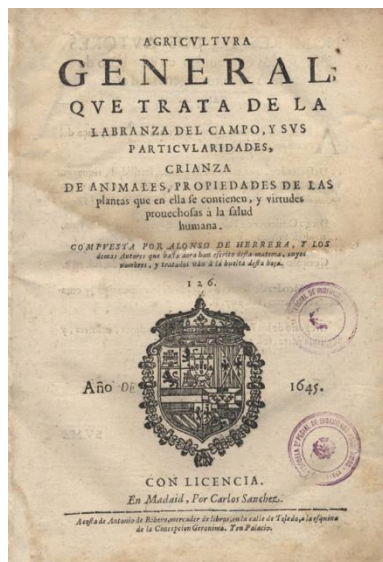 AGRICVLTVRA
GENERAL,
QVE TRATA DE LA
LABRANZA DEL CAMPO, Y SVS
PARTICVLARIDADES,
CRIANZA
DE ANIMALES, PROPIEDADES DE LAS
plantas que en ella se contienen, y virtudes
prouechosas à la salud
humana.
COMPVESTA POR ALONSO DE HERRERA, Y LOS
demas Autores que hasta aora han escrito desta materia, cuyos
nombres, y tratados van à la buelta desta hoja.
126.
Año DE 1645.
CON LICENCIA.
En Madrid, Por Carlos Sanchez.
Acosta de Antonio de Ribero, mercader de libros, en la calle de Toledo, a la esquina
de la Concepcion Geronima. Ten Palacio.